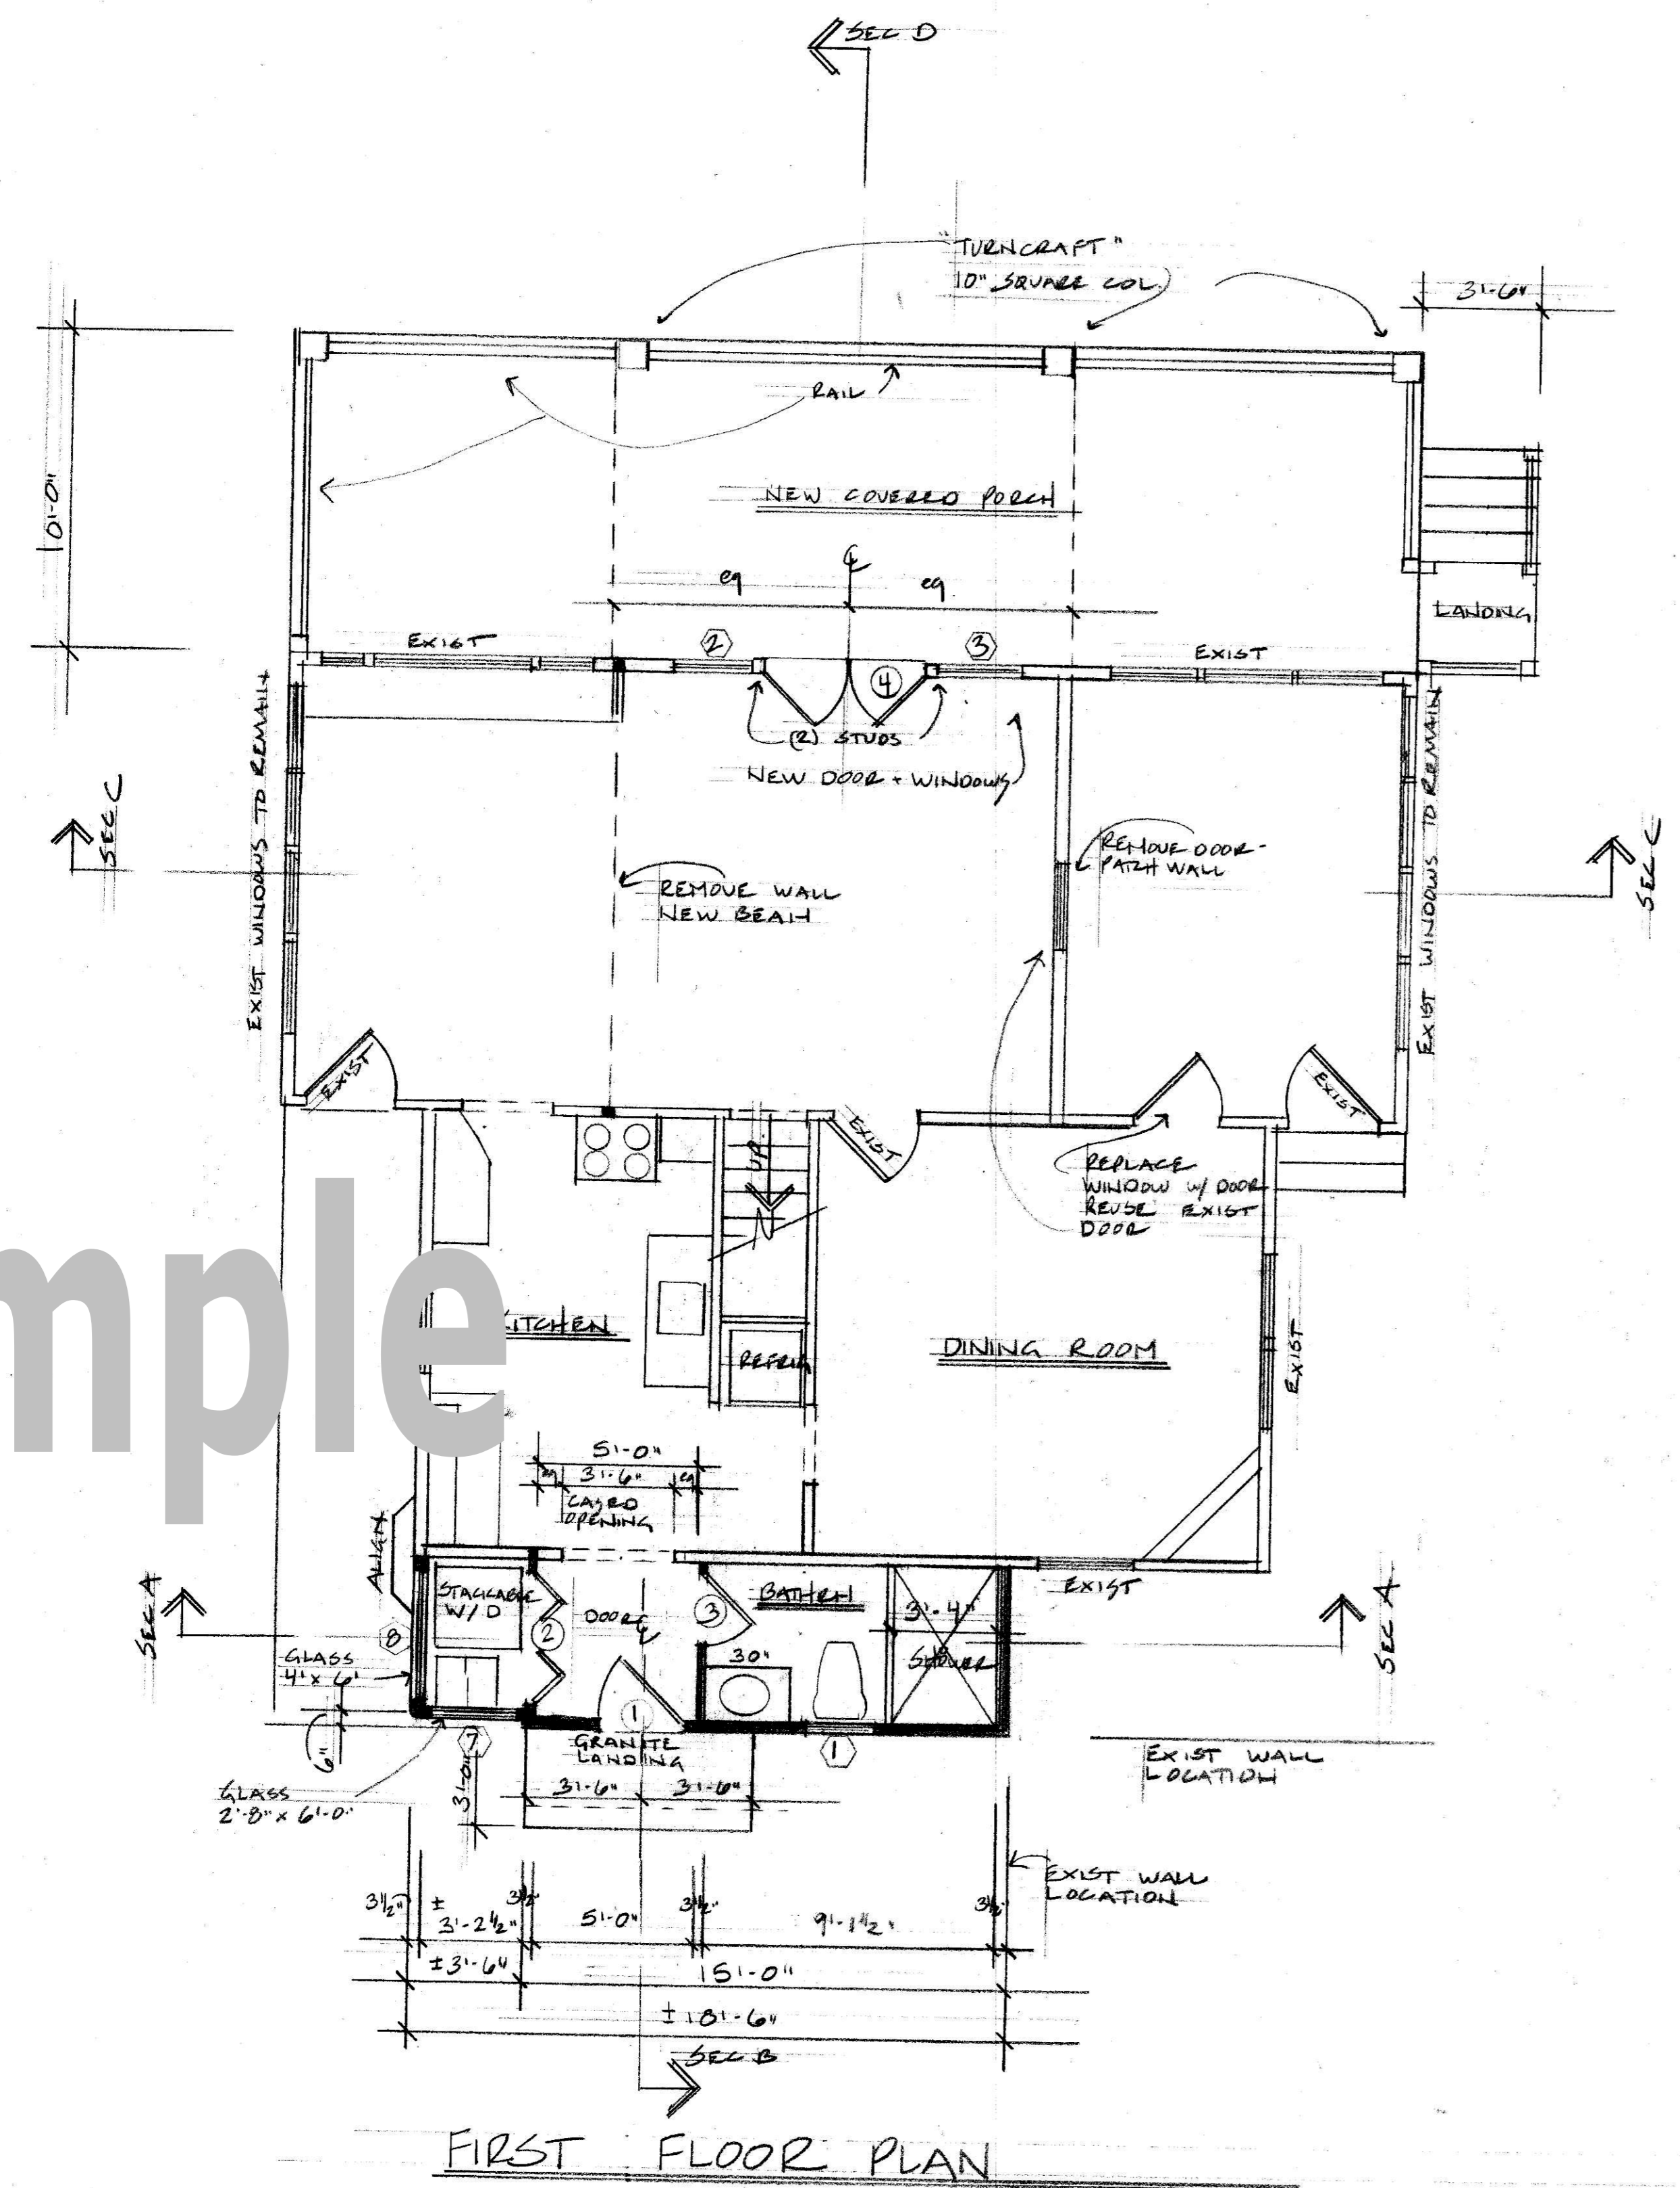 SEC D
"TURNCRAFT"
10" SQUARE COL.
3'-6"
RAIL
10'-0"
NEW COVERED PORCH
eq
eq
LANDING
EXIST
2
3
EXIST
4
(2) STUDS
NEW DOOR + WINDOWS
EXIST WINDOWS TO REMAIN
EXIST WINDOWS TO REMAIN
SEC C
SEC C
REMOVE DOOR -
PATCH WALL
REMOVE WALL
NEW BEAM
EXIST
EXIST
EXIST
UP
REPLACE
WINDOW W/ DOOR
REUSE EXIST
DOOR
mple
ITCHEN
REFRIG
DINING ROOM
EXIST
5'-0"
eq
3'-6"
eq
CASED
OPENING
ALIGN
SEC A
STACKABLE
W/D
DOOR
2
3
BATHRM
3'-4"
SHOWER
30"
EXIST
SEC A
8
GLASS
4' x 6'
6"
7
1
GRANITE
LANDING
1
3'-0"
3'-6"
3'-6"
GLASS
2'-8" x 6'-0"
EXIST WALL
LOCATION
EXIST WALL
LOCATION
3 1/2"
±
3'-2 1/2"
3 1/2"
5'-0"
3 1/2"
9'-1 1/2"
3 1/2"
±3'-6"
15'-0"
±18'-6"
SEC B
FIRST FLOOR PLAN